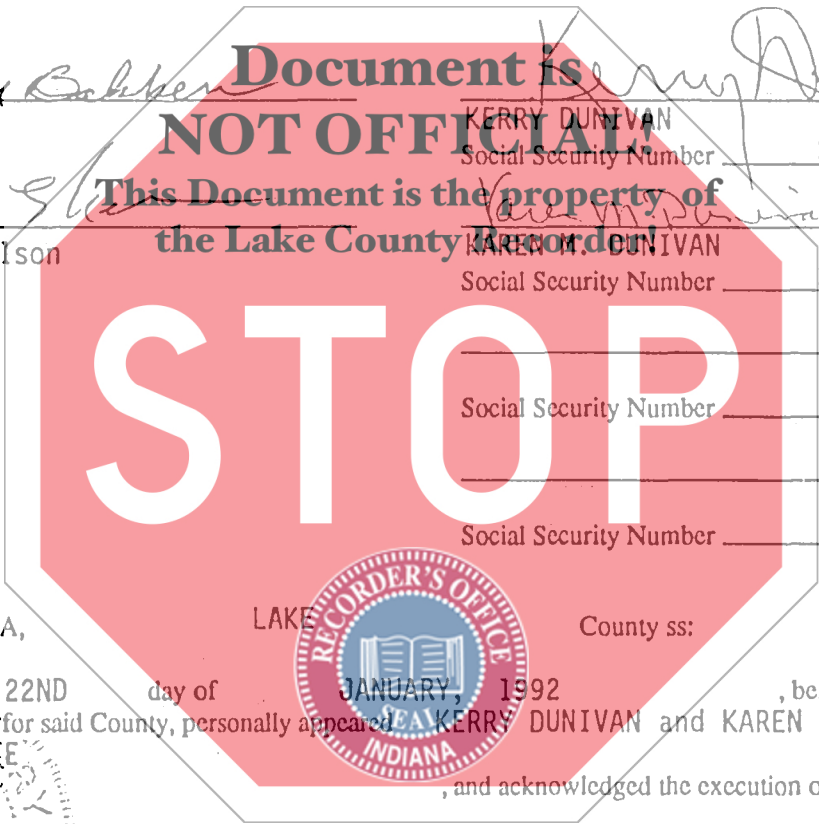 Document is
NOT OFFICIAL!
KERRY DUNIVAN
Social Security Number
This Document is the property of
the Lake County Recorder!
lson
KAREN M. DUNIVAN
Social Security Number
STOP
Social Security Number
Social Security Number
RECORDER'S OFFICE
SEAL
INDIANA
A,
LAKE
County ss:
22ND day of JANUARY, 1992 , be
for said County, personally appeared KERRY DUNIVAN and KAREN
E
, and acknowledged the execution o